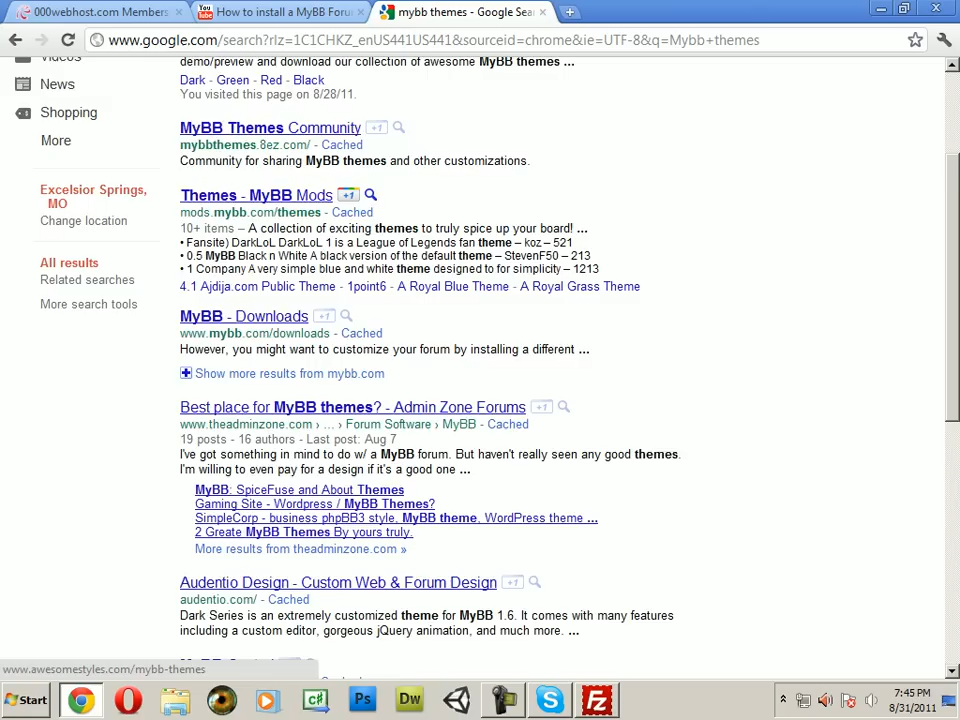 000webhost.com Members
How to install a MyBB Foru
mybb themes - Google Sea
www.google.com/search?rlz=1C1CHKZ_enUS441US441&sourceid=chrome&ie=UTF-8&q=Mybb+themes
Videos
News
Shopping
More
Excelsior Springs,
MO
Change location
All results
Related searches
More search tools
demo/preview and download our collection of awesome MyBB themes ...
Dark - Green - Red - Black
You visited this page on 8/28/11.
MyBB Themes Community +1
mybbthemes.8ez.com/ - Cached
Community for sharing MyBB themes and other customizations.
Themes - MyBB Mods +1
mods.mybb.com/themes - Cached
10+ items – A collection of exciting themes to truly spice up your board! ...
• Fansite) DarkLoL DarkLoL 1 is a League of Legends fan theme – koz – 521
• 0.5 MyBB Black n White A black version of the default theme – StevenF50 – 213
• 1 Company A very simple blue and white theme designed to for simplicity – 1213
4.1 Ajdija.com Public Theme - 1point6 - A Royal Blue Theme - A Royal Grass Theme
MyBB - Downloads +1
www.mybb.com/downloads - Cached
However, you might want to customize your forum by installing a different ...
Show more results from mybb.com
Best place for MyBB themes? - Admin Zone Forums +1
www.theadminzone.com › ... › Forum Software › MyBB - Cached
19 posts - 16 authors - Last post: Aug 7
I've got something in mind to do w/ a MyBB forum. But haven't really seen any good themes.
I'm willing to even pay for a design if it's a good one ...
MyBB: SpiceFuse and About Themes
Gaming Site - Wordpress / MyBB Themes?
SimpleCorp - business phpBB3 style, MyBB theme, WordPress theme ...
2 Greate MyBB Themes By yours truly.
More results from theadminzone.com »
Audentio Design - Custom Web & Forum Design +1
audentio.com/ - Cached
Dark Series is an extremely customized theme for MyBB 1.6. It comes with many features
including a custom editor, gorgeous jQuery animation, and much more. ...
www.awesomestyles.com/mybb-themes
Start
Ps
Dw
7:45 PM
8/31/2011